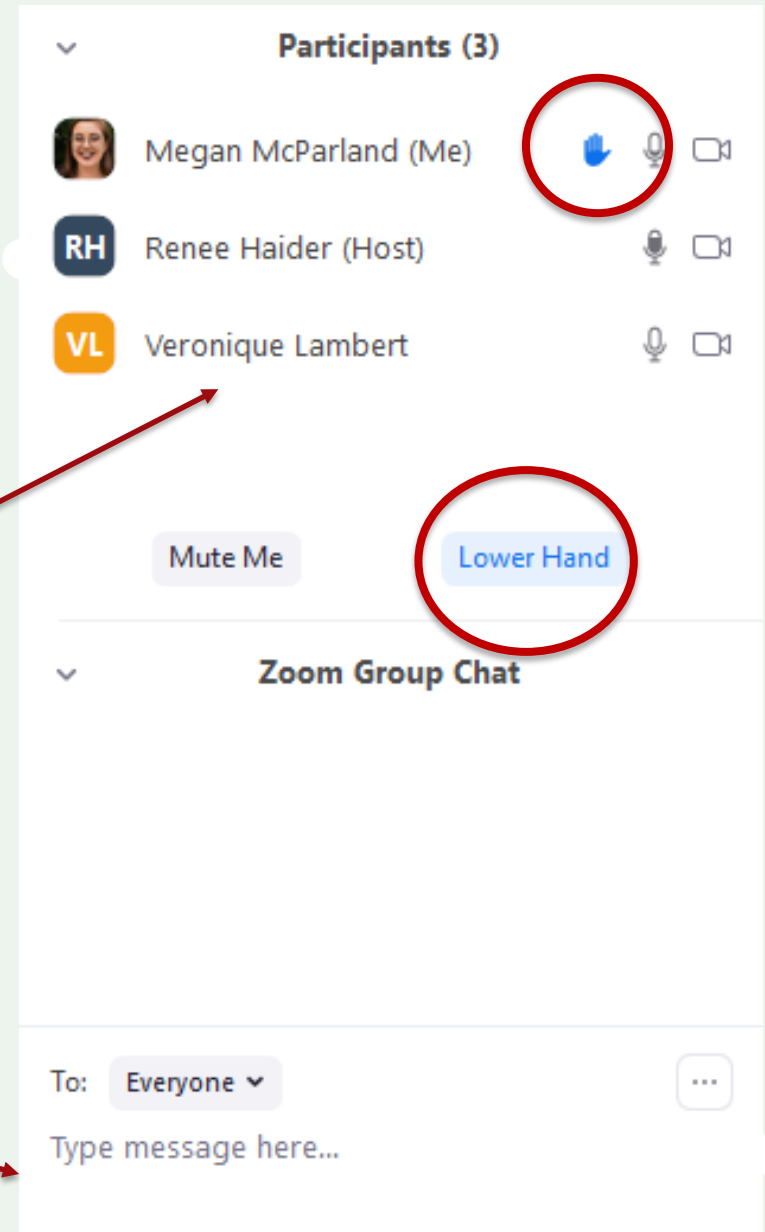 Participants (3)
Megan McParland (Me)
RH Renee Haider (Host)
VL Veronique Lambert
Mute Me Lower Hand
Zoom Group Chat
To: Everyone
...
Type message here...